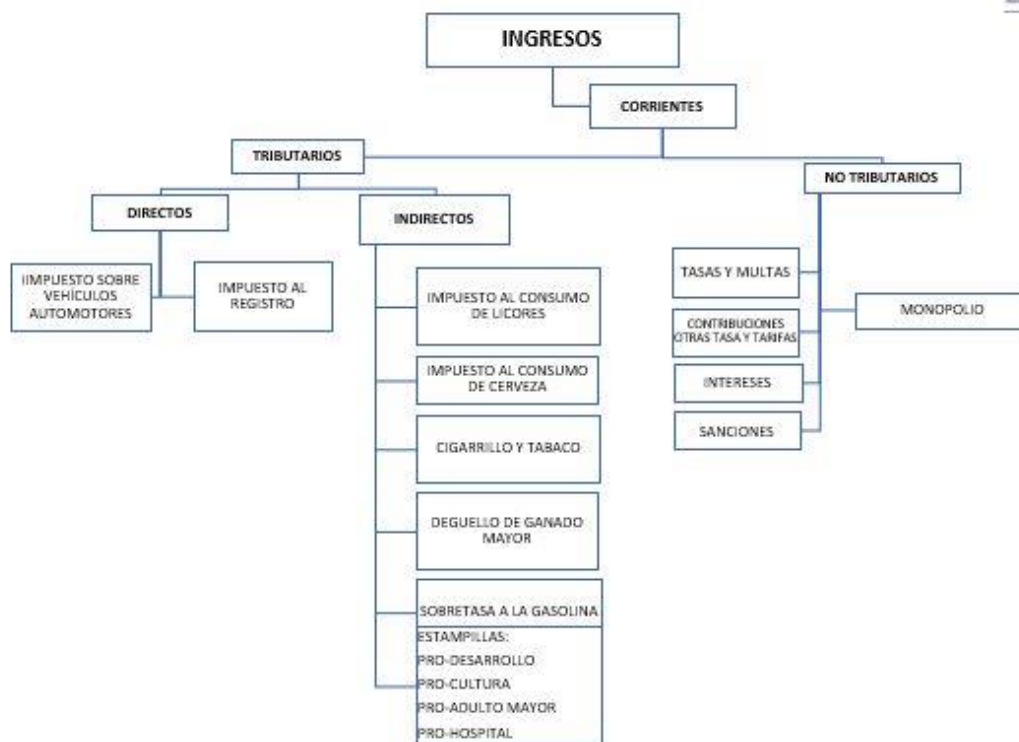 INGRESOS
CORRIENTES
TRIBUTARIOS
NO TRIBUTARIOS
DIRECTOS
INDIRECTOS
IIMPUESTO SOBRE
VEHÍCULOS
AUTOMOTORES
IMPUESTO AL
REGISTRO
IMPUESTO AL CONSUMO
DE LICORES
IMPUESTO AL CONSUMO
DE CERVEZA
CIGARRILLO Y TABACO
DEGUELLO DE GANADO
MAYOR
SOBRETASA A LA GASOLINA
ESTAMPILLAS:
PRO-DESARROLLO
PRO-CULTURA
PRO-ADULTO MAYOR
PRO-HOSPITAL
TASAS Y MULTAS
CONTRIBUCIONES
OTRAS TASA Y TARIFAS
INTERESES
SANCIONES
MONOPOLIO